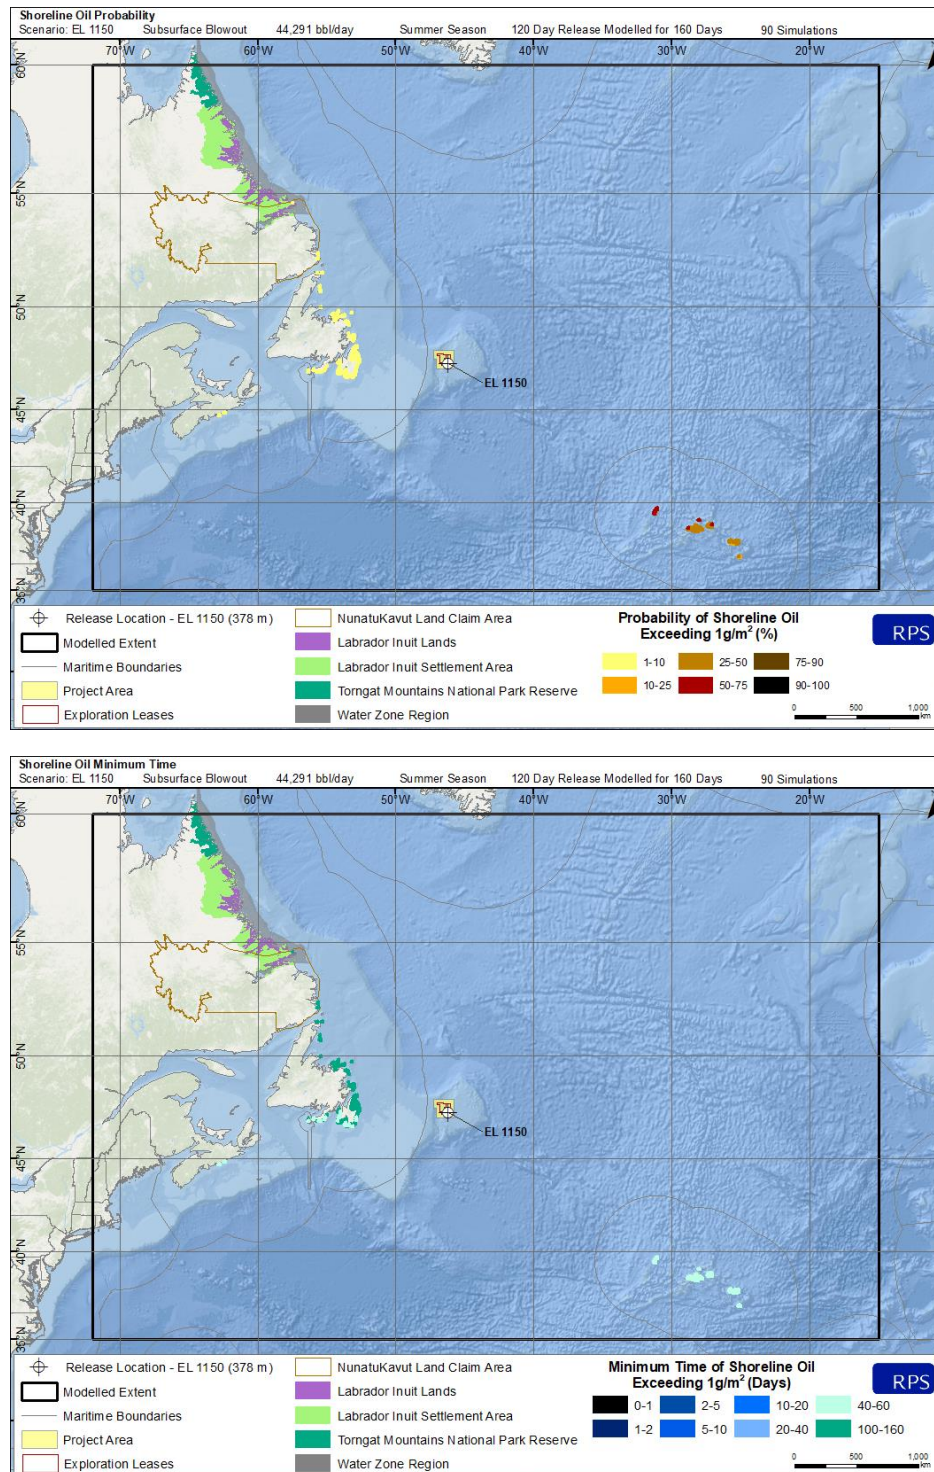 Shoreline Oil Probability
Scenario: EL 1150 Subsurface Blowout 44,291 bbl/day Summer Season 120 Day Release Modelled for 160 Days 90 Simulations
70°W 60°W 50°W 40°W 30°W 20°W
60°N
55°N
50°N
45°N
40°N
35°N
EL 1150
Release Location - EL 1150 (378 m)
Modelled Extent
Maritime Boundaries
Project Area
Exploration Leases
NunatuKavut Land Claim Area
Labrador Inuit Lands
Labrador Inuit Settlement Area
Torngat Mountains National Park Reserve
Water Zone Region
Probability of Shoreline Oil
Exceeding 1g/m² (%)
1-10 25-50 75-90
10-25 50-75 90-100
RPS
0 500 1,000
km
Shoreline Oil Minimum Time
Scenario: EL 1150 Subsurface Blowout 44,291 bbl/day Summer Season 120 Day Release Modelled for 160 Days 90 Simulations
70°W 60°W 50°W 40°W 30°W 20°W
60°N
55°N
50°N
45°N
40°N
35°N
EL 1150
Release Location - EL 1150 (378 m)
Modelled Extent
Maritime Boundaries
Project Area
Exploration Leases
NunatuKavut Land Claim Area
Labrador Inuit Lands
Labrador Inuit Settlement Area
Torngat Mountains National Park Reserve
Water Zone Region
Minimum Time of Shoreline Oil
Exceeding 1g/m² (Days)
0-1 2-5 10-20 40-60
1-2 5-10 20-40 100-160
RPS
0 500 1,000
km